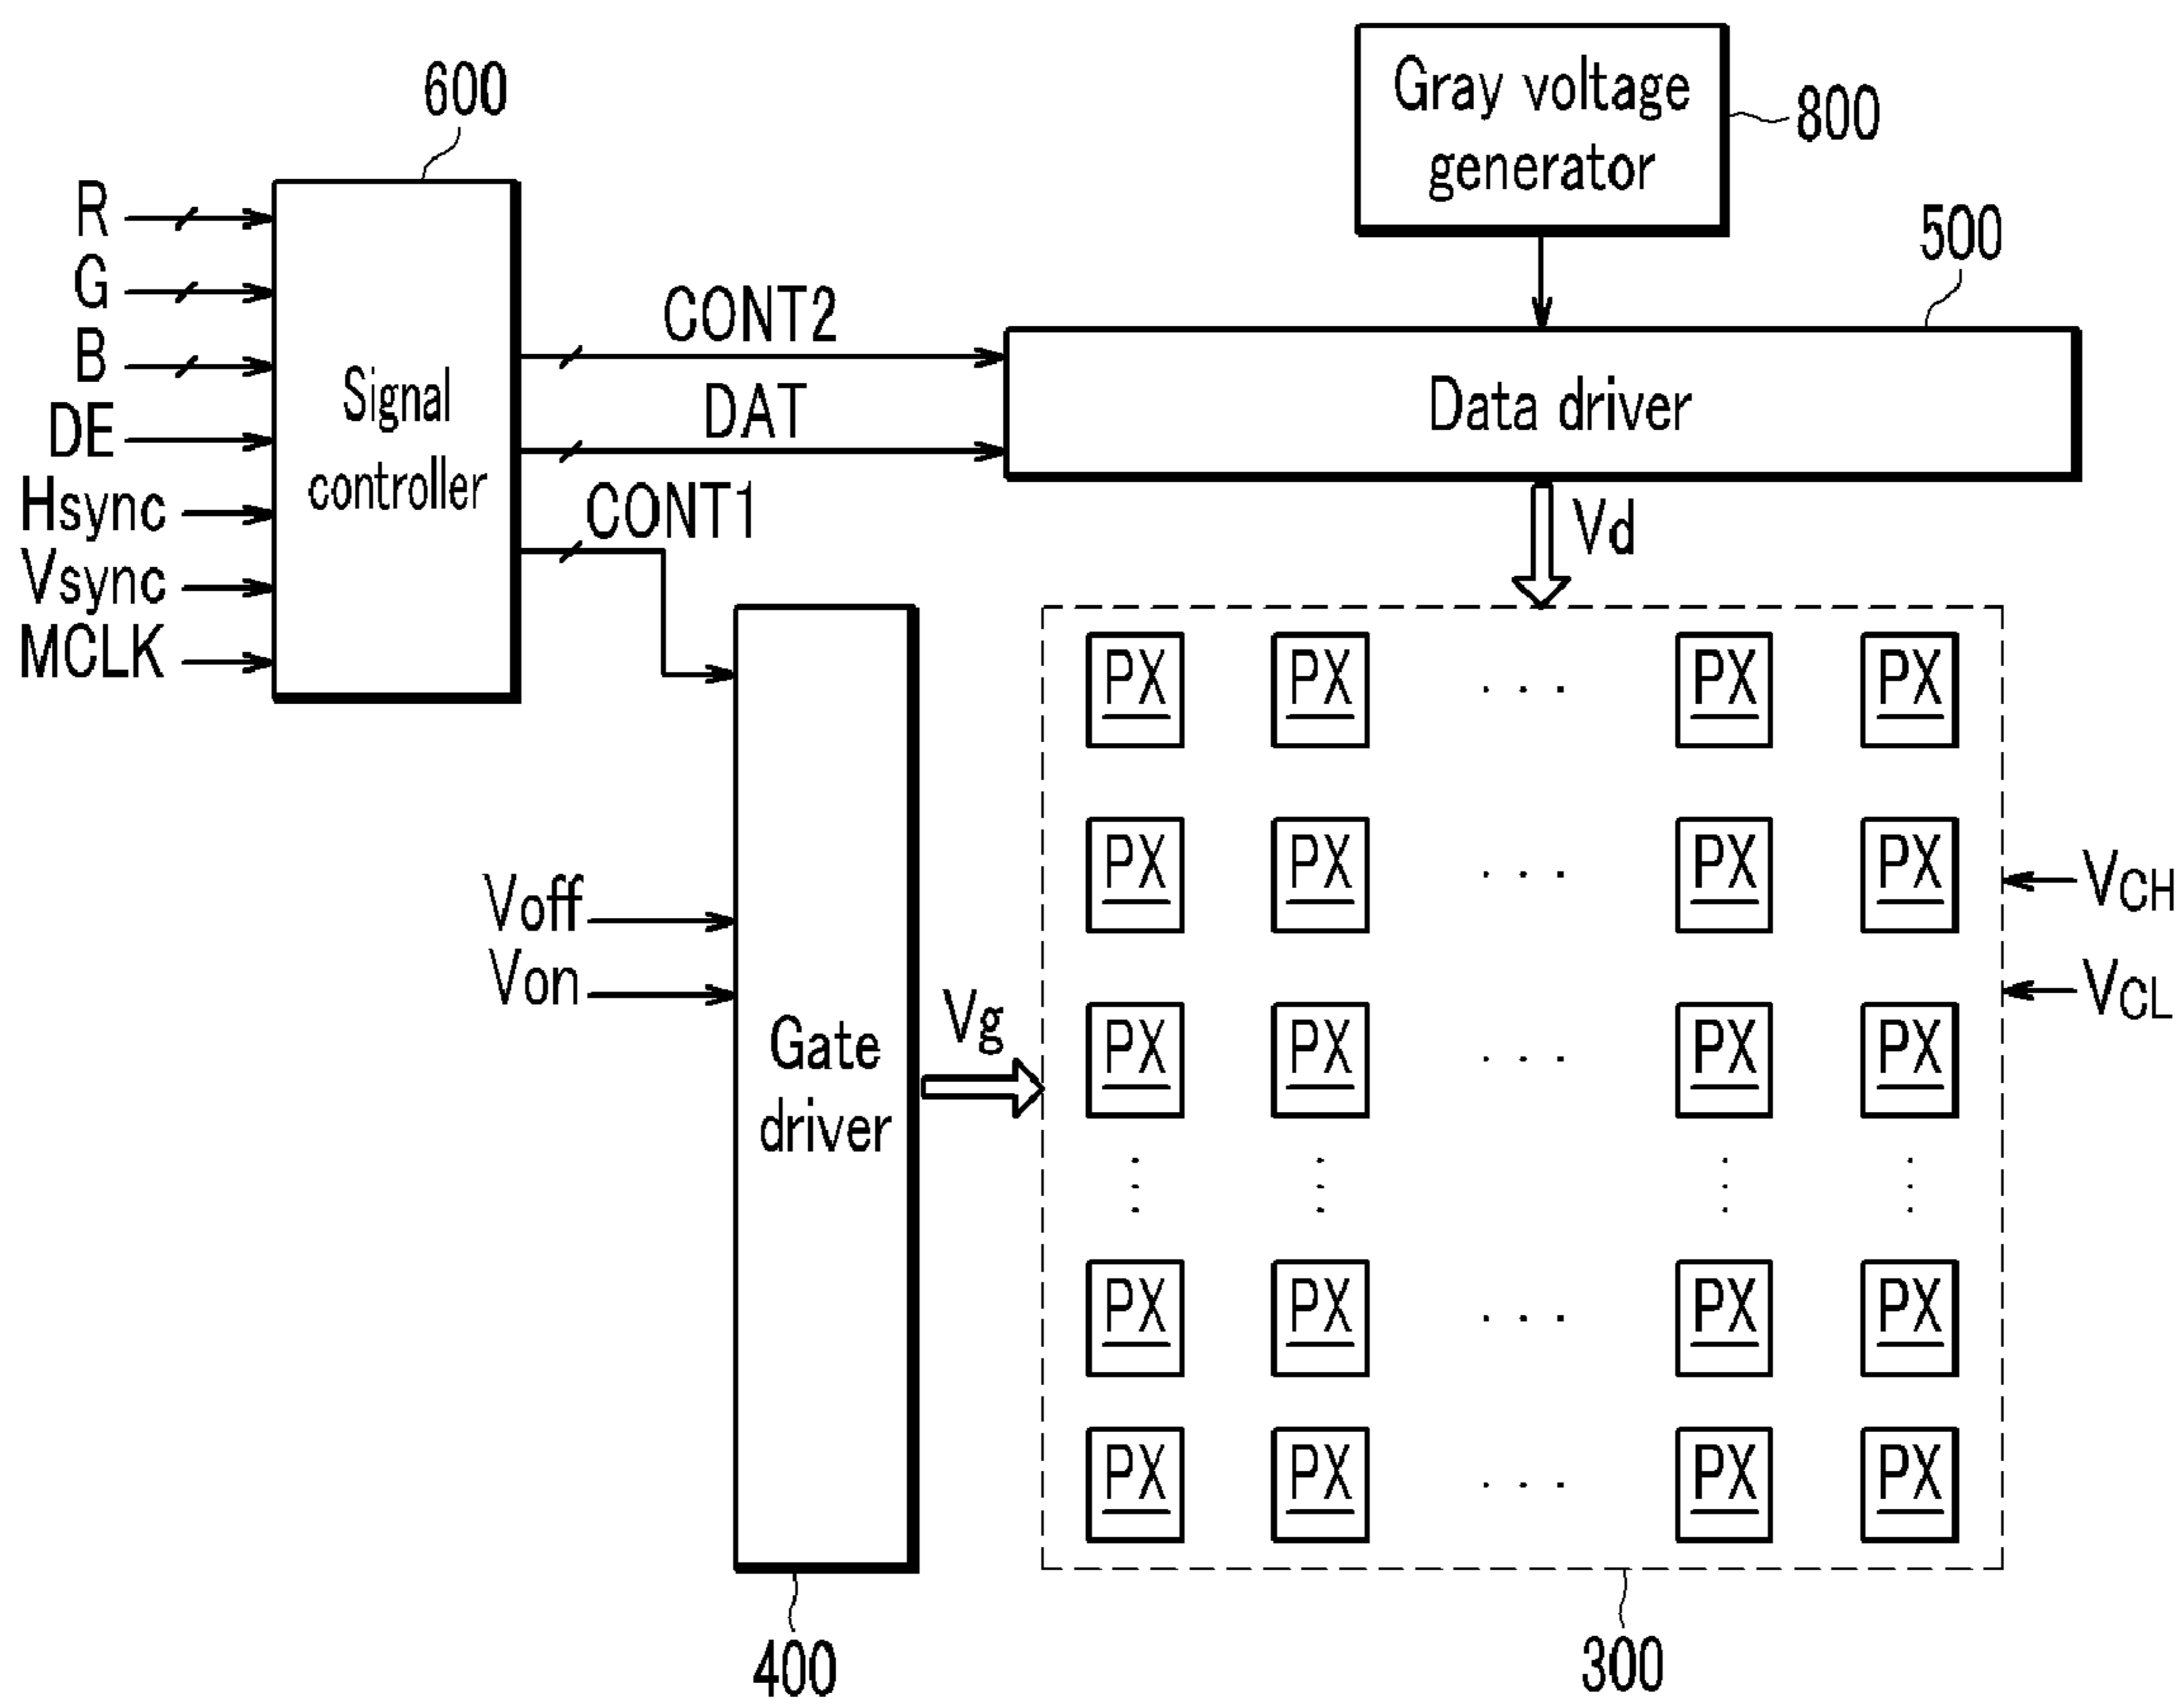 600
Gray voltage
generator
800
500
R
G
B
DE
Hsync
Vsync
MCLK
Signal
controller
CONT2
DAT
CONT1
Data driver
Vd
Voff
Von
Gate
driver
Vg
PX PX . . . PX PX
PX PX . . . PX PX
PX PX . . . PX PX
PX PX . . . PX PX
PX PX . . . PX PX
VCH
VCL
400
300